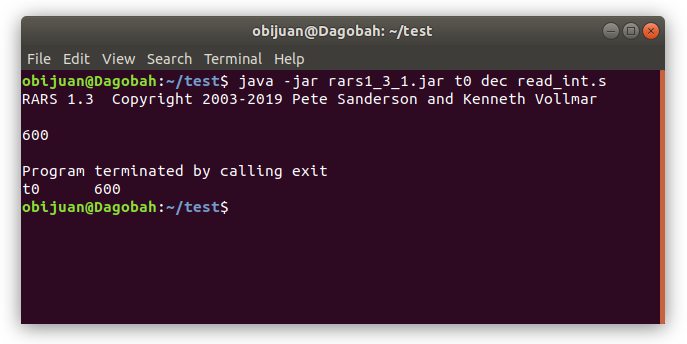 obijuan@Dagobah: ~/test
File Edit View Search Terminal Help
obijuan@Dagobah:~/test$ java -jar rars1_3_1.jar t0 dec read_int.s
RARS 1.3  Copyright 2003-2019 Pete Sanderson and Kenneth Vollmar
600
Program terminated by calling exit
t0      600
obijuan@Dagobah:~/test$